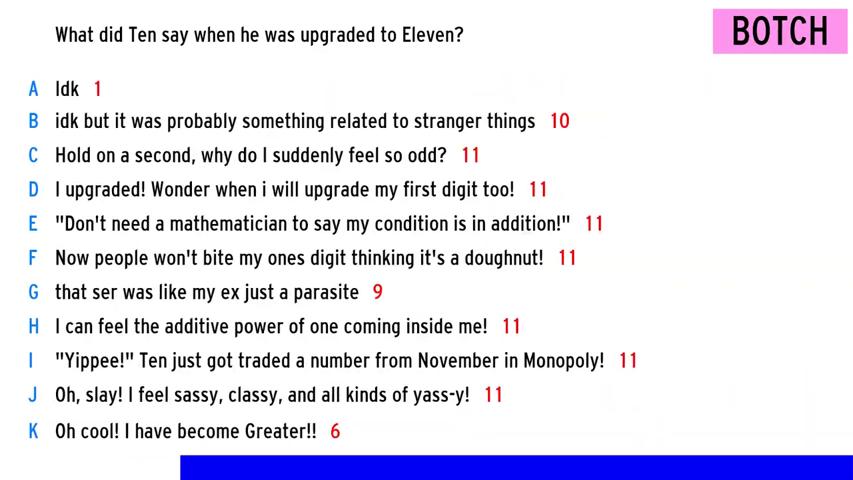 What did Ten say when he was upgraded to Eleven?
BOTCH
A Idk 1
B idk but it was probably something related to stranger things 10
C Hold on a second, why do I suddenly feel so odd? 11
D I upgraded! Wonder when i will upgrade my first digit too! 11
E "Don't need a mathematician to say my condition is in addition!" 11
F Now people won't bite my ones digit thinking it's a doughnut! 11
G that ser was like my ex just a parasite 9
H I can feel the additive power of one coming inside me! 11
I "Yippee!" Ten just got traded a number from November in Monopoly! 11
J Oh, slay! I feel sassy, classy, and all kinds of yass-y! 11
K Oh cool! I have become Greater!! 6